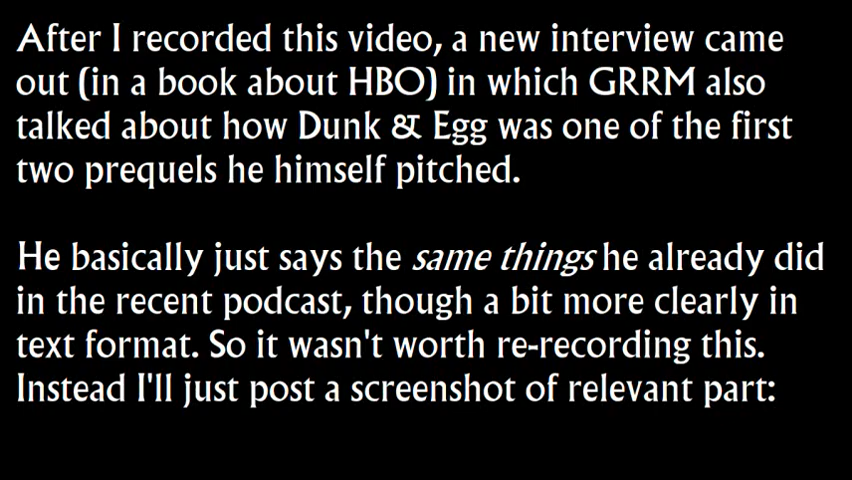 After I recorded this video, a new interview came
out (in a book about HBO) in which GRRM also
talked about how Dunk & Egg was one of the first
two prequels he himself pitched.
He basically just says the same things he already did
in the recent podcast, though a bit more clearly in
text format. So it wasn't worth re-recording this.
Instead I'll just post a screenshot of relevant part: